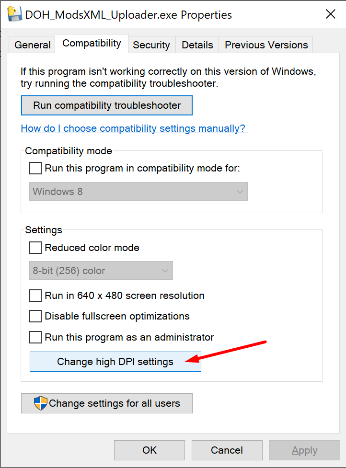 DOH_ModsXML_Uploader.exe Properties
General Compatibility Security Details Previous Versions
If this program isn't working correctly on this version of Windows,
try running the compatibility troubleshooter.
Run compatibility troubleshooter
How do I choose compatibility settings manually?
Compatibility mode
Run this program in compatibility mode for:
Windows 8
Settings
Reduced color mode
8-bit (256) color
Run in 640 x 480 screen resolution
Disable fullscreen optimizations
Run this program as an administrator
Change high DPI settings
Change settings for all users
OK Cancel Apply